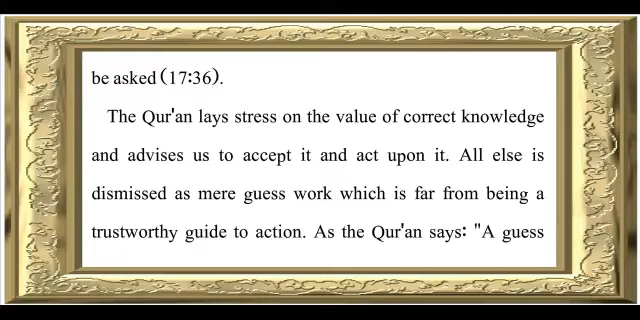 be asked (17:36).
The Qur'an lays stress on the value of correct knowledge
and advises us to accept it and act upon it. All else is
dismissed as mere guess work which is far from being a
trustworthy guide to action. As the Qur'an says: "A guess